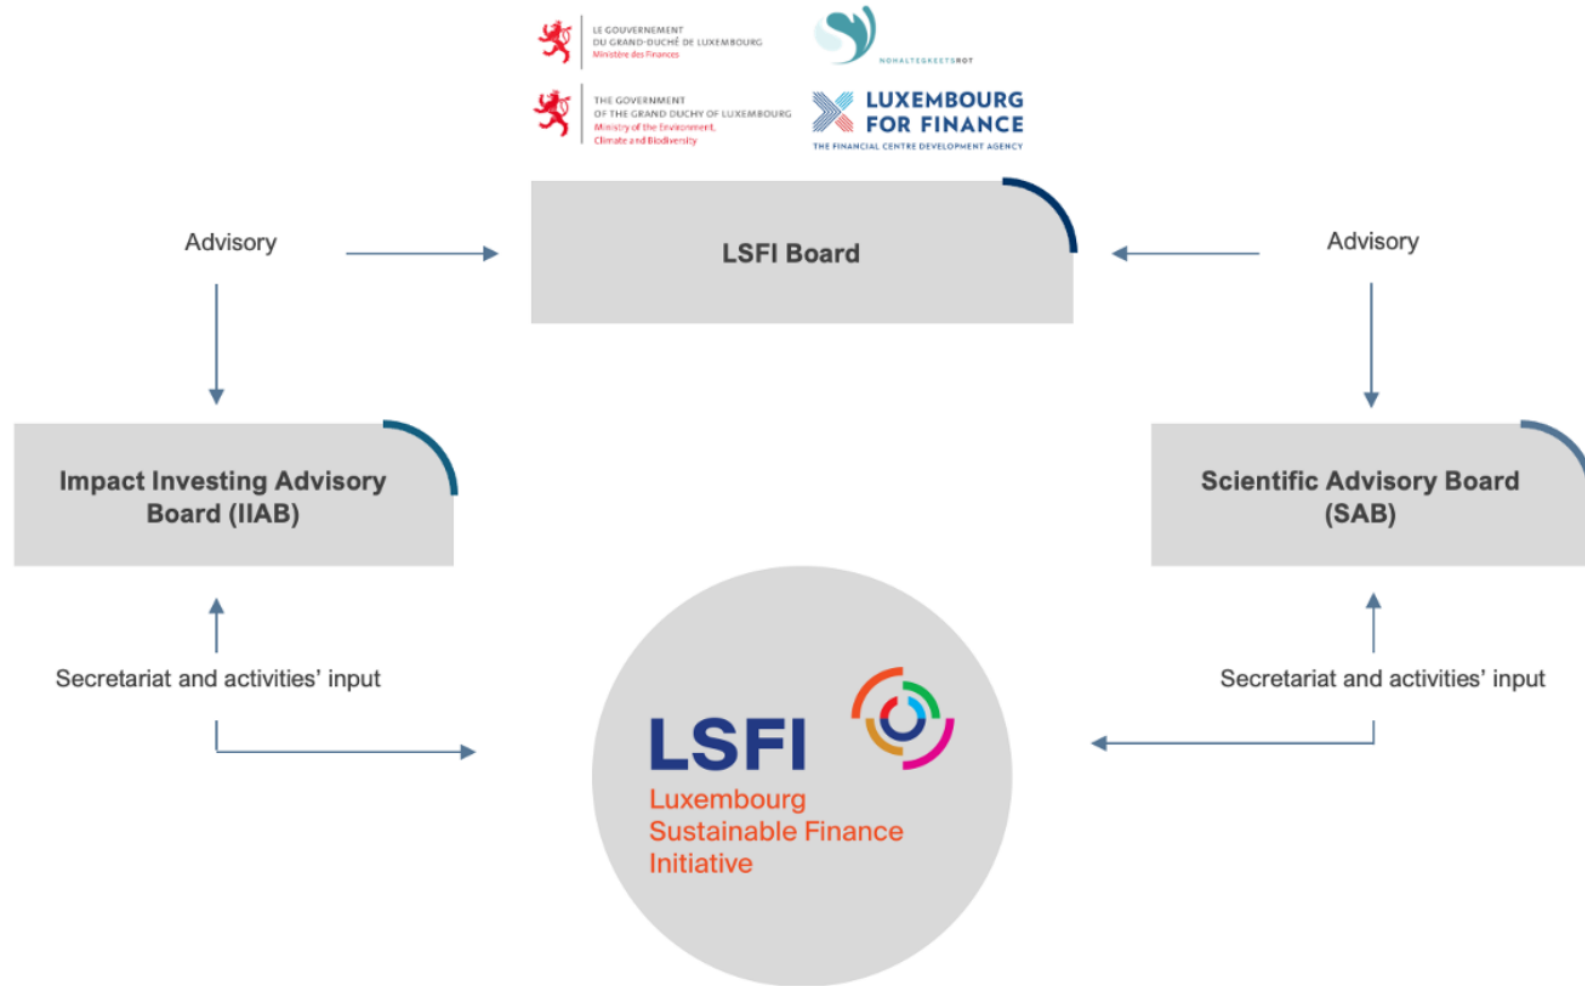 LE GOUVERNEMENT
DU GRAND-DUCHÉ DE LUXEMBOURG
Ministère des Finances
NOHALTEGKEETSROT
THE GOVERNMENT
OF THE GRAND DUCHY OF LUXEMBOURG
Ministry of the Environment,
Climate and Biodiversity
LUXEMBOURG
FOR FINANCE
THE FINANCIAL CENTRE DEVELOPMENT AGENCY
Advisory
LSFI Board
Advisory
Impact Investing Advisory
Board (IIAB)
Scientific Advisory Board
(SAB)
Secretariat and activities’ input
Secretariat and activities’ input
LSFI
Luxembourg
Sustainable Finance
Initiative